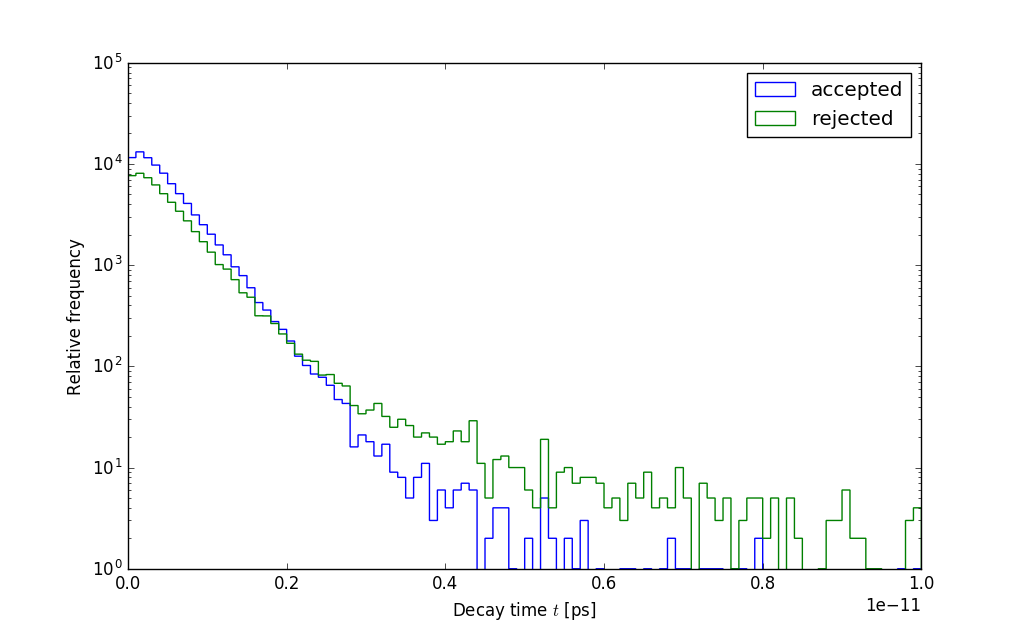 10^5
10^4
10^3
10^2
10^1
10^0
Relative frequency
accepted
rejected
0.0 0.2 0.4 0.6 0.8 1.0
1e−11
Decay time t [ps]